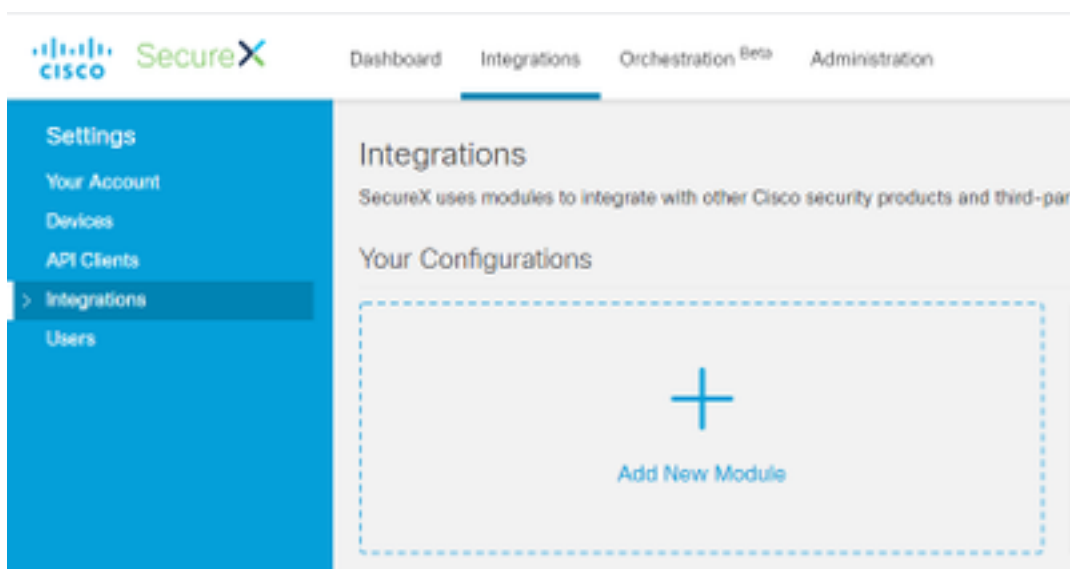 CISCO SecureX
Dashboard Integrations Orchestration Beta Administration
Settings
Your Account
Devices
API Clients
> Integrations
Users
Integrations
SecureX uses modules to integrate with other Cisco security products and third-par
Your Configurations
Add New Module